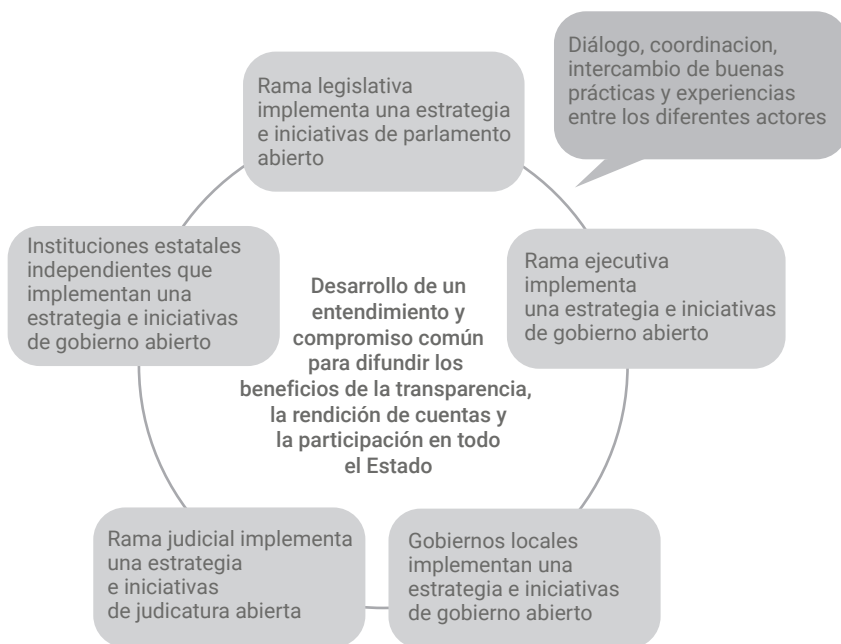 Diálogo, coordinacion,
intercambio de buenas
prácticas y experiencias
entre los diferentes actores
Rama legislativa
implementa una estrategia
e iniciativas de parlamento
abierto
Instituciones estatales
independientes que
implementan una
estrategia e iniciativas
de gobierno abierto
Desarrollo de un
entendimiento y
compromiso común
para difundir los
beneficios de la transparencia,
la rendición de cuentas y
la participación en todo
el Estado
Rama ejecutiva
implementa
una estrategia e iniciativas
de gobierno abierto
Rama judicial implementa
una estrategia
e iniciativas
de judicatura abierta
Gobiernos locales
implementan una
estrategia e iniciativas
de gobierno abierto